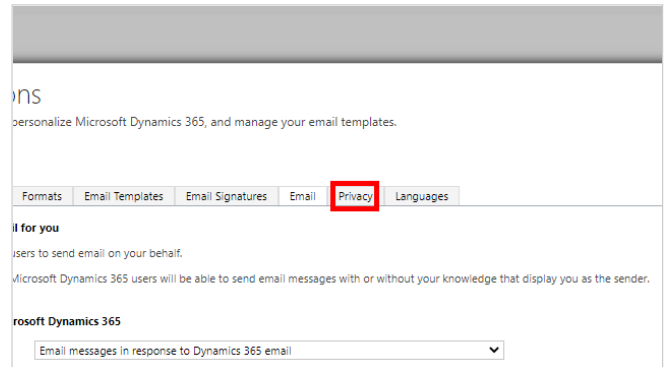 ons
personalize Microsoft Dynamics 365, and manage your email templates.
Formats Email Templates Email Signatures Email Privacy Languages
il for you
users to send email on your behalf.
Microsoft Dynamics 365 users will be able to send email messages with or without your knowledge that display you as the sender.
rosoft Dynamics 365
Email messages in response to Dynamics 365 email